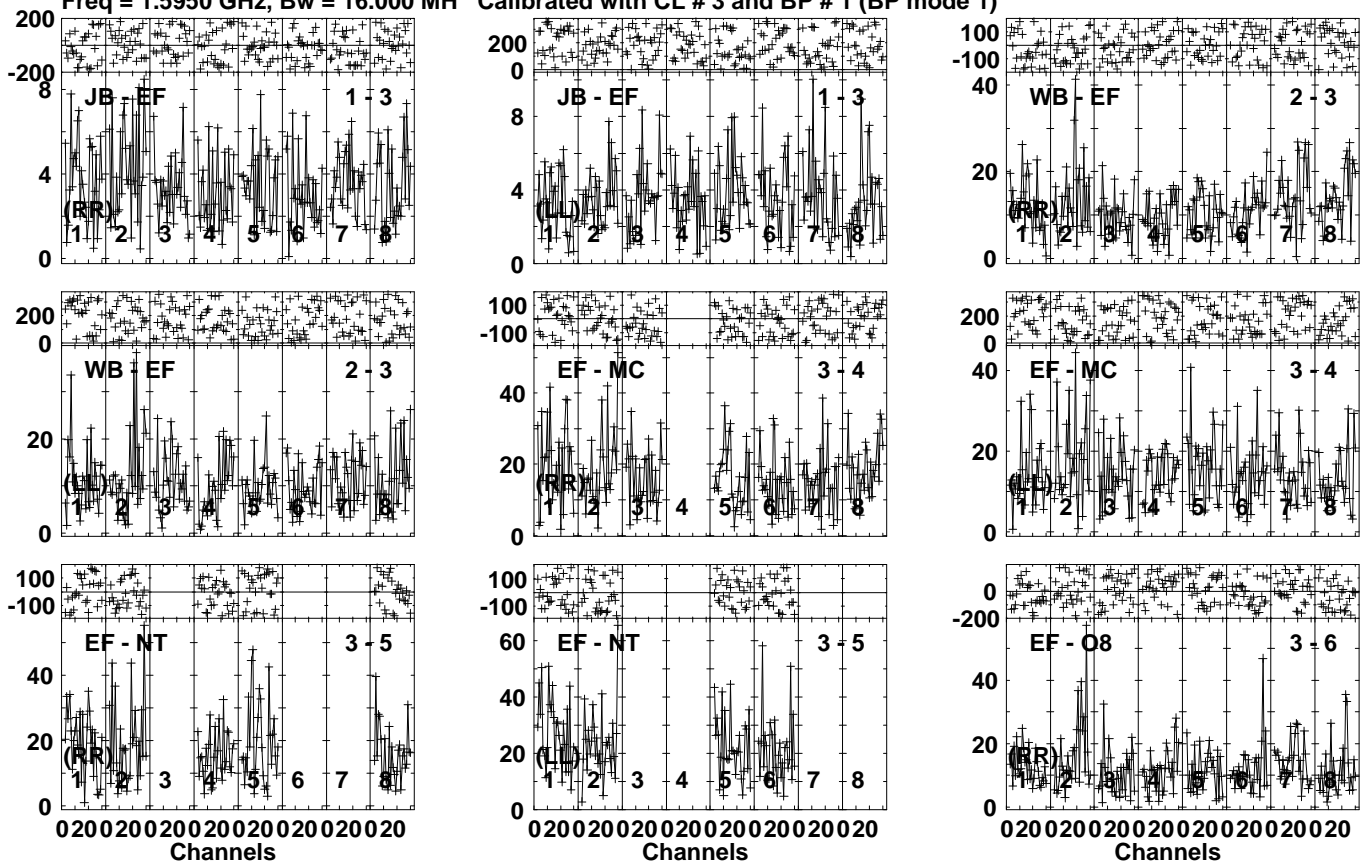 Freq = 1.5950 GHz, Bw = 16.000 MH Calibrated with CL # 3 and BP # 1 (BP mode 1)
200
-200
8
4
0
JB - EF 1 - 3
(RR)
1 2 3 4 5 6 7 8
200
0
8
4
0
JB - EF 1 - 3
(LL)
1 2 3 4 5 6 7 8
100
-100
40
20
0
WB - EF 2 - 3
(RR)
1 2 3 4 5 6 7 8
200
0
20
0
WB - EF 2 - 3
(LL)
1 2 3 4 5 6 7 8
100
-100
40
20
0
EF - MC 3 - 4
(RR)
1 2 3 4 5 6 7 8
200
0
40
20
0
EF - MC 3 - 4
(LL)
1 2 3 4 5 6 7 8
100
-100
40
20
0
EF - NT 3 - 5
(RR)
1 2 3 4 5 6 7 8
0 20 0 20 0 20 0 20 0 20 0 20 0 20 0 20
Channels
100
-100
60
40
20
0
EF - NT 3 - 5
(LL)
1 2 3 4 5 6 7 8
0 20 0 20 0 20 0 20 0 20 0 20 0 20 0 20
Channels
0
-200
40
20
0
EF - O8 3 - 6
(RR)
1 2 3 4 5 6 7 8
0 20 0 20 0 20 0 20 0 20 0 20 0 20 0 20
Channels